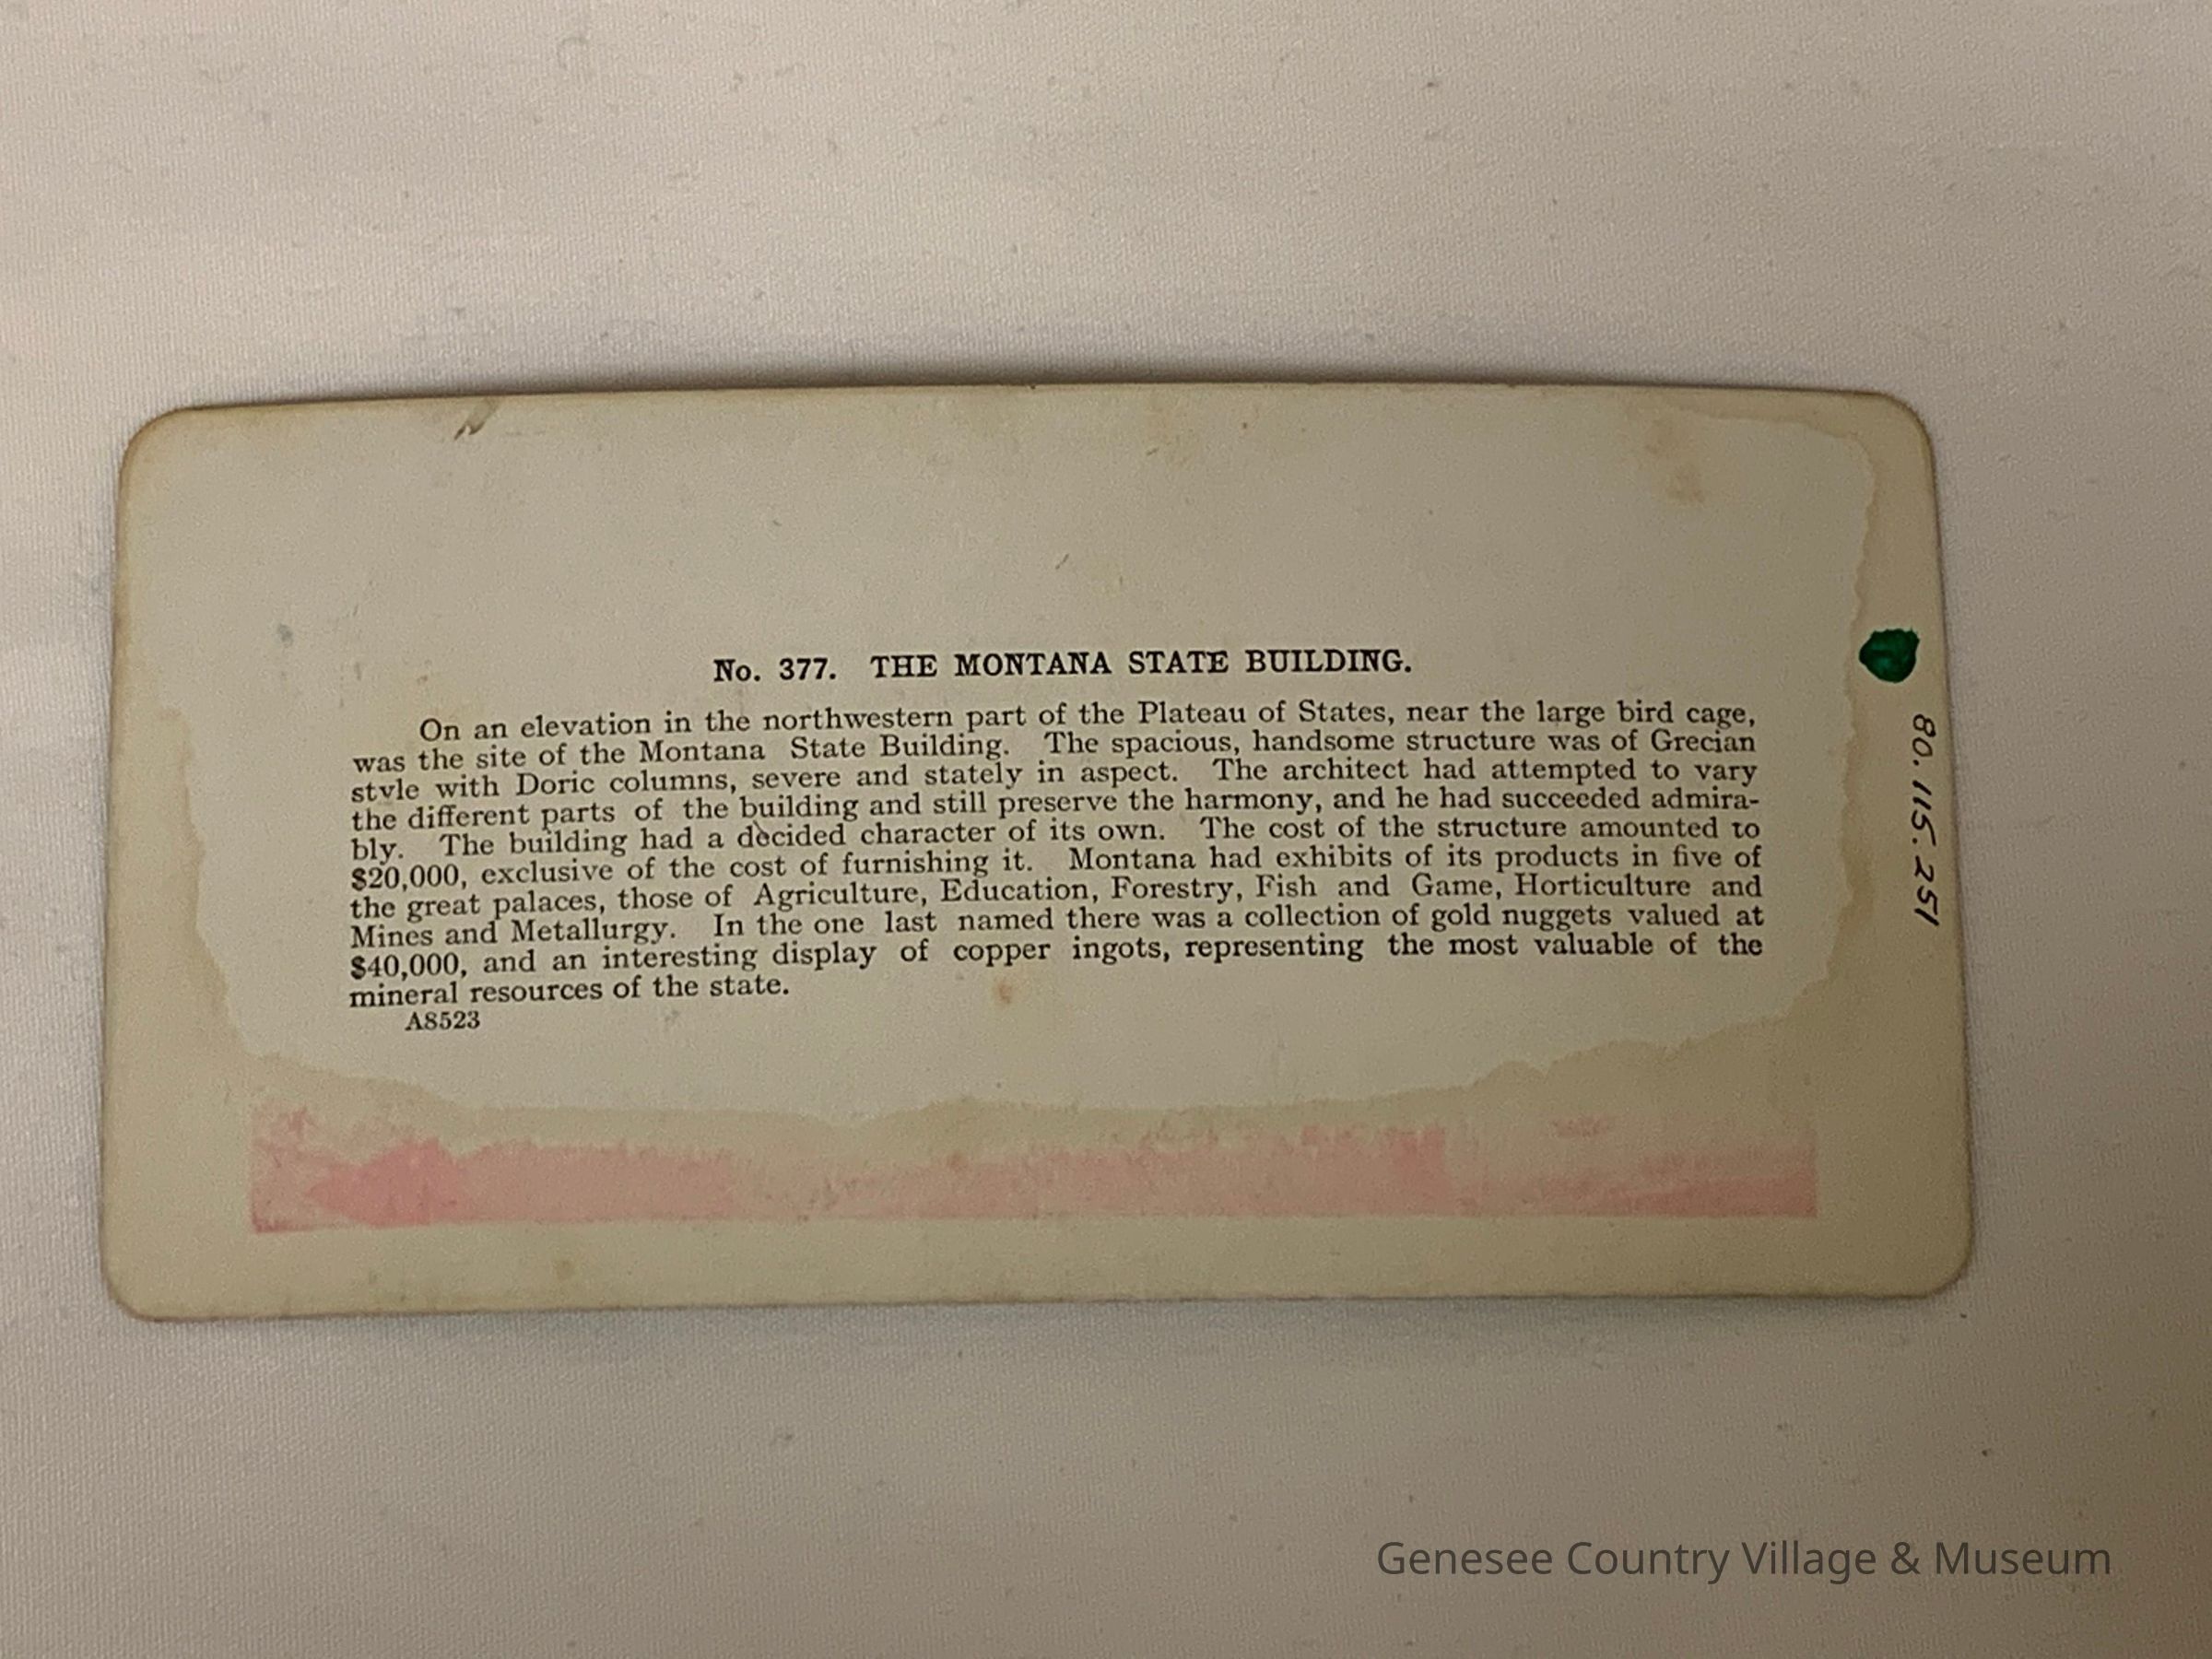 No. 377. THE MONTANA STATE BUILDING.
On an elevation in the northwestern part of the Plateau of States, near the large bird cage,
was the site of the Montana State Building. The spacious, handsome structure was of Grecian
style with Doric columns, severe and stately in aspect. The architect had attempted to vary
the different parts of the building and still preserve the harmony, and he had succeeded admira-
bly. The building had a decided character of its own. The cost of the structure amounted to
$20,000, exclusive of the cost of furnishing it. Montana had exhibits of its products in five of
the great palaces, those of Agriculture, Education, Forestry, Fish and Game, Horticulture and
Mines and Metallurgy. In the one last named there was a collection of gold nuggets valued at
$40,000, and an interesting display of copper ingots, representing the most valuable of the
mineral resources of the state.
A8523
80.115.251
Genesee Country Village & Museum